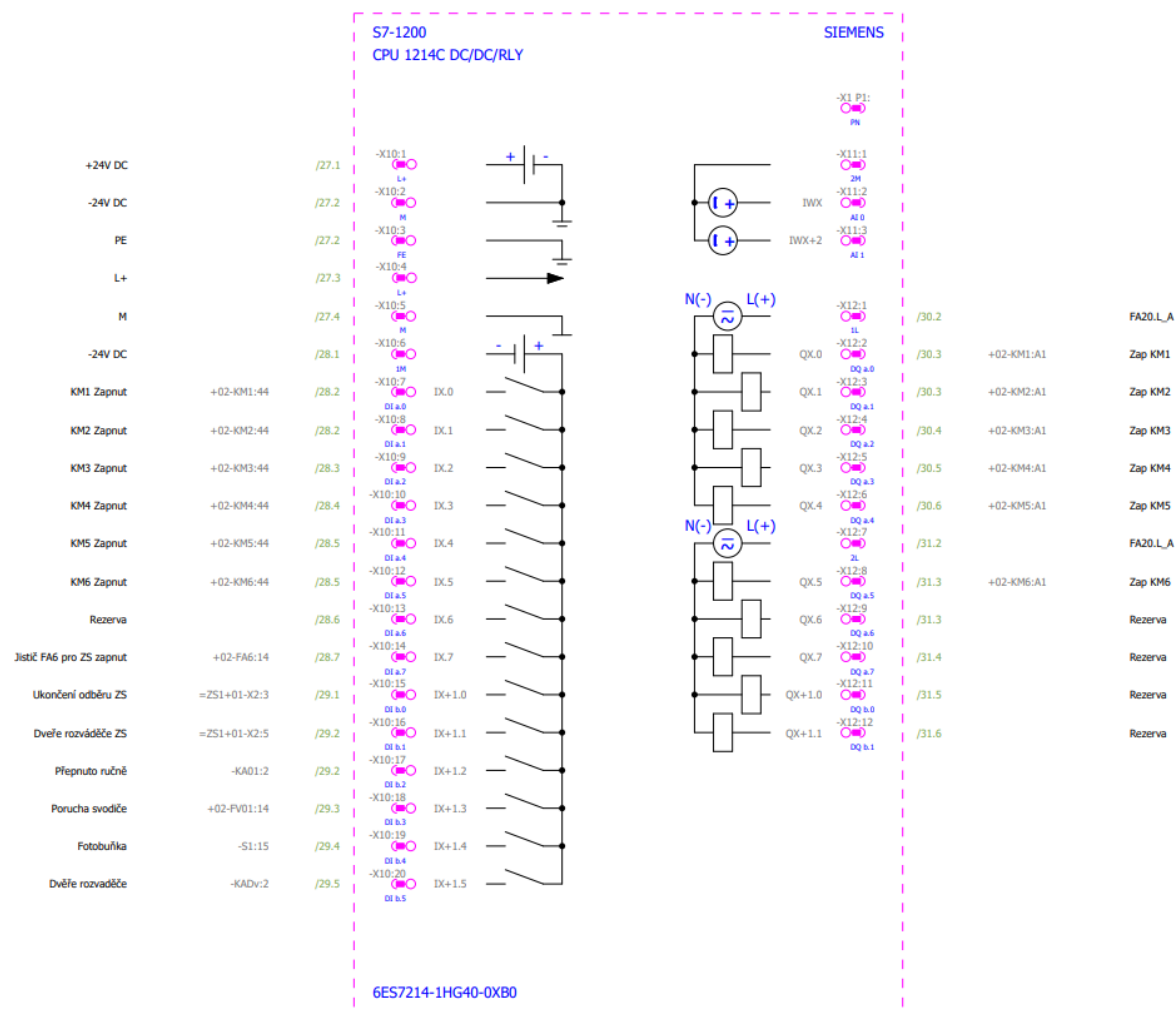 S7-1200 SIEMENS
CPU 1214C DC/DC/RLY
-X1 P1:
PN
+24V DC /27.1 -X10:1 + - -X11:1
L+ 2M
-24V DC /27.2 -X10:2 IWX -X11:2
M AI 0
PE /27.2 -X10:3 IWX+2 -X11:3
FE AI 1
L+ /27.3 -X10:4
L+
M /27.4 -X10:5 N(-) L(+) -X12:1 /30.2 FA20.L_A
M 1L
-24V DC /28.1 -X10:6 - + QX.0 -X12:2 /30.3 +02-KM1:A1 Zap KM1
1M DQ a.0
KM1 Zapnut +02-KM1:44 /28.2 -X10:7 IX.0 QX.1 -X12:3 /30.3 +02-KM2:A1 Zap KM2
DI a.0 DQ a.1
KM2 Zapnut +02-KM2:44 /28.2 -X10:8 IX.1 QX.2 -X12:4 /30.4 +02-KM3:A1 Zap KM3
DI a.1 DQ a.2
KM3 Zapnut +02-KM3:44 /28.3 -X10:9 IX.2 QX.3 -X12:5 /30.5 +02-KM4:A1 Zap KM4
DI a.2 DQ a.3
KM4 Zapnut +02-KM4:44 /28.4 -X10:10 IX.3 QX.4 -X12:6 /30.6 +02-KM5:A1 Zap KM5
DI a.3 DQ a.4
KM5 Zapnut +02-KM5:44 /28.5 -X10:11 IX.4 N(-) L(+) -X12:7 /31.2 FA20.L_A
DI a.4 2L
KM6 Zapnut +02-KM6:44 /28.5 -X10:12 IX.5 QX.5 -X12:8 /31.3 +02-KM6:A1 Zap KM6
DI a.5 DQ a.5
Rezerva /28.6 -X10:13 IX.6 QX.6 -X12:9 /31.3 Rezerva
DI a.6 DQ a.6
Jistič FA6 pro ZS zapnut +02-FA6:14 /28.7 -X10:14 IX.7 QX.7 -X12:10 /31.4 Rezerva
DI a.7 DQ a.7
Ukončení odběru ZS =ZS1+01-X2:3 /29.1 -X10:15 IX+1.0 QX+1.0 -X12:11 /31.5 Rezerva
DI b.0 DQ b.0
Dveře rozváděče ZS =ZS1+01-X2:5 /29.2 -X10:16 IX+1.1 QX+1.1 -X12:12 /31.6 Rezerva
DI b.1 DQ b.1
Přepnuto ručně -KA01:2 /29.2 -X10:17 IX+1.2
DI b.2
Porucha svodiče +02-FV01:14 /29.3 -X10:18 IX+1.3
DI b.3
Fotobuňka -S1:15 /29.4 -X10:19 IX+1.4
DI b.4
Dvěře rozvaděče -KADv:2 /29.5 -X10:20 IX+1.5
DI b.5
6ES7214-1HG40-0XB0